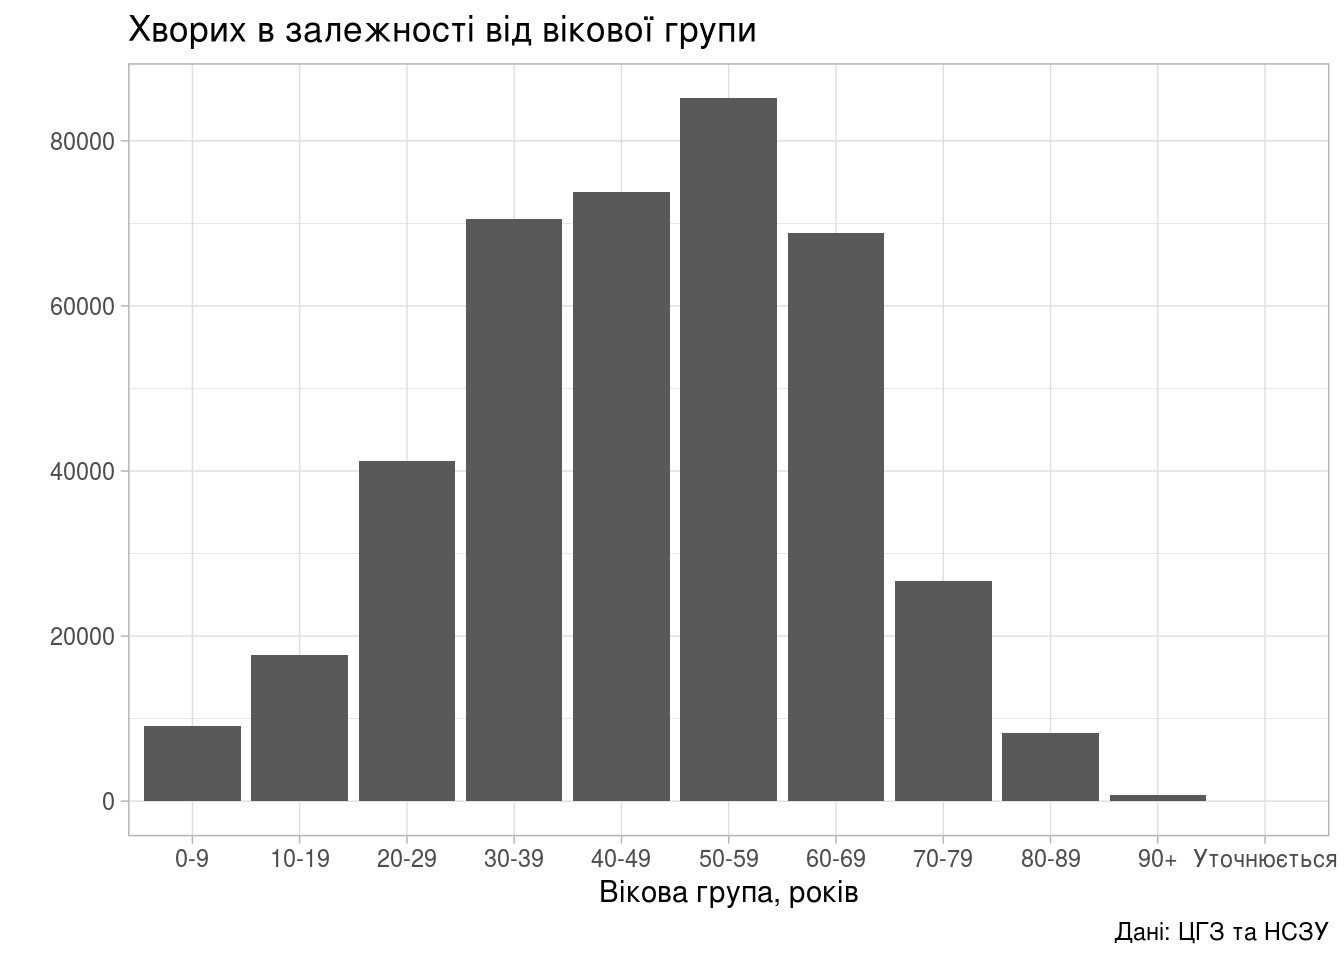 Хворих в залежності від вікової групи
80000
60000
40000
20000
0
0-9 10-19 20-29 30-39 40-49 50-59 60-69 70-79 80-89 90+ Уточнюється
Вікова група, років
Дані: ЦГЗ та НСЗУ